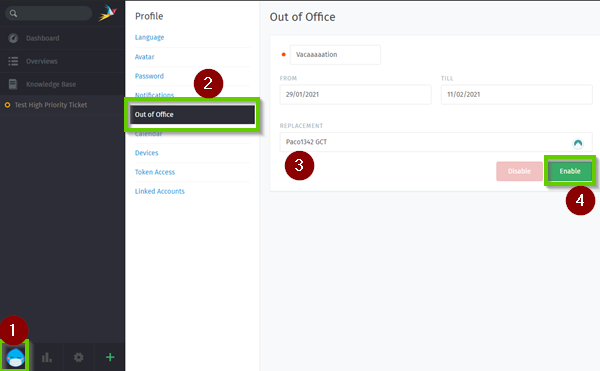 Dashboard
Overviews
Knowledge Base
Test High Priority Ticket
1
Profile
Language
Avatar
Password
Notifications
2
Out of Office
Calendar
Devices
Token Access
Linked Accounts
Out of Office
Vacaaaaation
FROM TILL
29/01/2021 11/02/2021
REPLACEMENT
Paco1342 GCT
3
Disable Enable
4